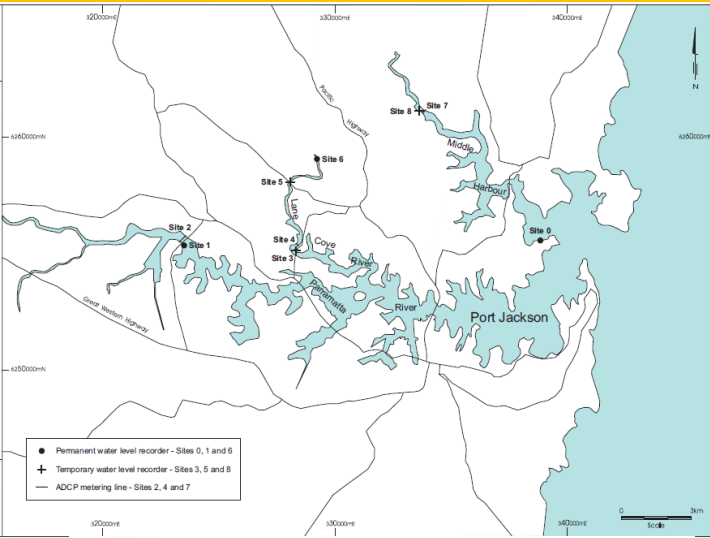 320000mE
330000mE
340000mE
N
Pacific
Highway
Site 7
Site 8
6260000mN
6260000mN
Middle
Harbour
Site 6
Site 5
Lane
Cove
River
Site 4
Site 3
Site 2
Site 1
Site 0
Parramatta
River
Port Jackson
Great Western Highway
6250000mN
Permanent water level recorder - Sites 0, 1 and 6
Temporary water level recorder - Sites 3, 5 and 8
ADCP metering line - Sites 2, 4 and 7
0
3km
Scale
320000mE
330000mE
340000mE